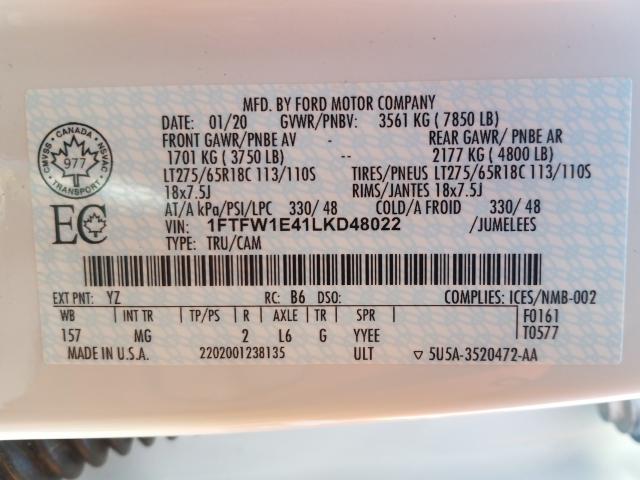 MFD. BY FORD MOTOR COMPANY
DATE: 01/20 GVWR/PNBV: 3561 KG ( 7850 LB)
FRONT GAWR/PNBE AV - REAR GAWR/ PNBE AR
1701 KG ( 3750 LB) -- 2177 KG ( 4800 LB)
LT275/65R18C 113/110S TIRES/PNEUS LT275/65R18C 113/110S
18x7.5J RIMS/JANTES 18x7.5J
AT/A kPa/PSI/LPC 330/ 48 COLD/A FROID 330/ 48
VIN: 1FTFW1E41LKD48022 /JUMELEES
TYPE: TRU/CAM
CANADA
CMVSS 977 NSVAC
TRANSPORT
EC
EXT PNT: YZ RC: B6 DSO: COMPLIES: ICES/NMB-002
WB INT TR TP/PS R AXLE TR SPR F0161
157 MG 2 L6 G YYEE T0577
MADE IN U.S.A. 2202001238135 ULT ▽ 5U5A-3520472-AA